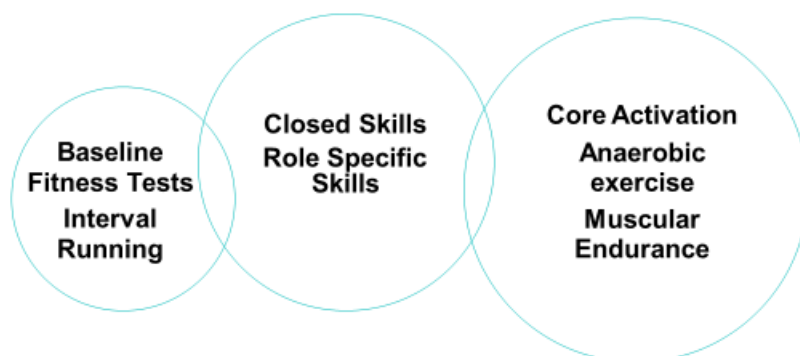 Baseline
Fitness Tests
Interval
Running
Closed Skills
Role Specific
Skills
Core Activation
Anaerobic
exercise
Muscular
Endurance